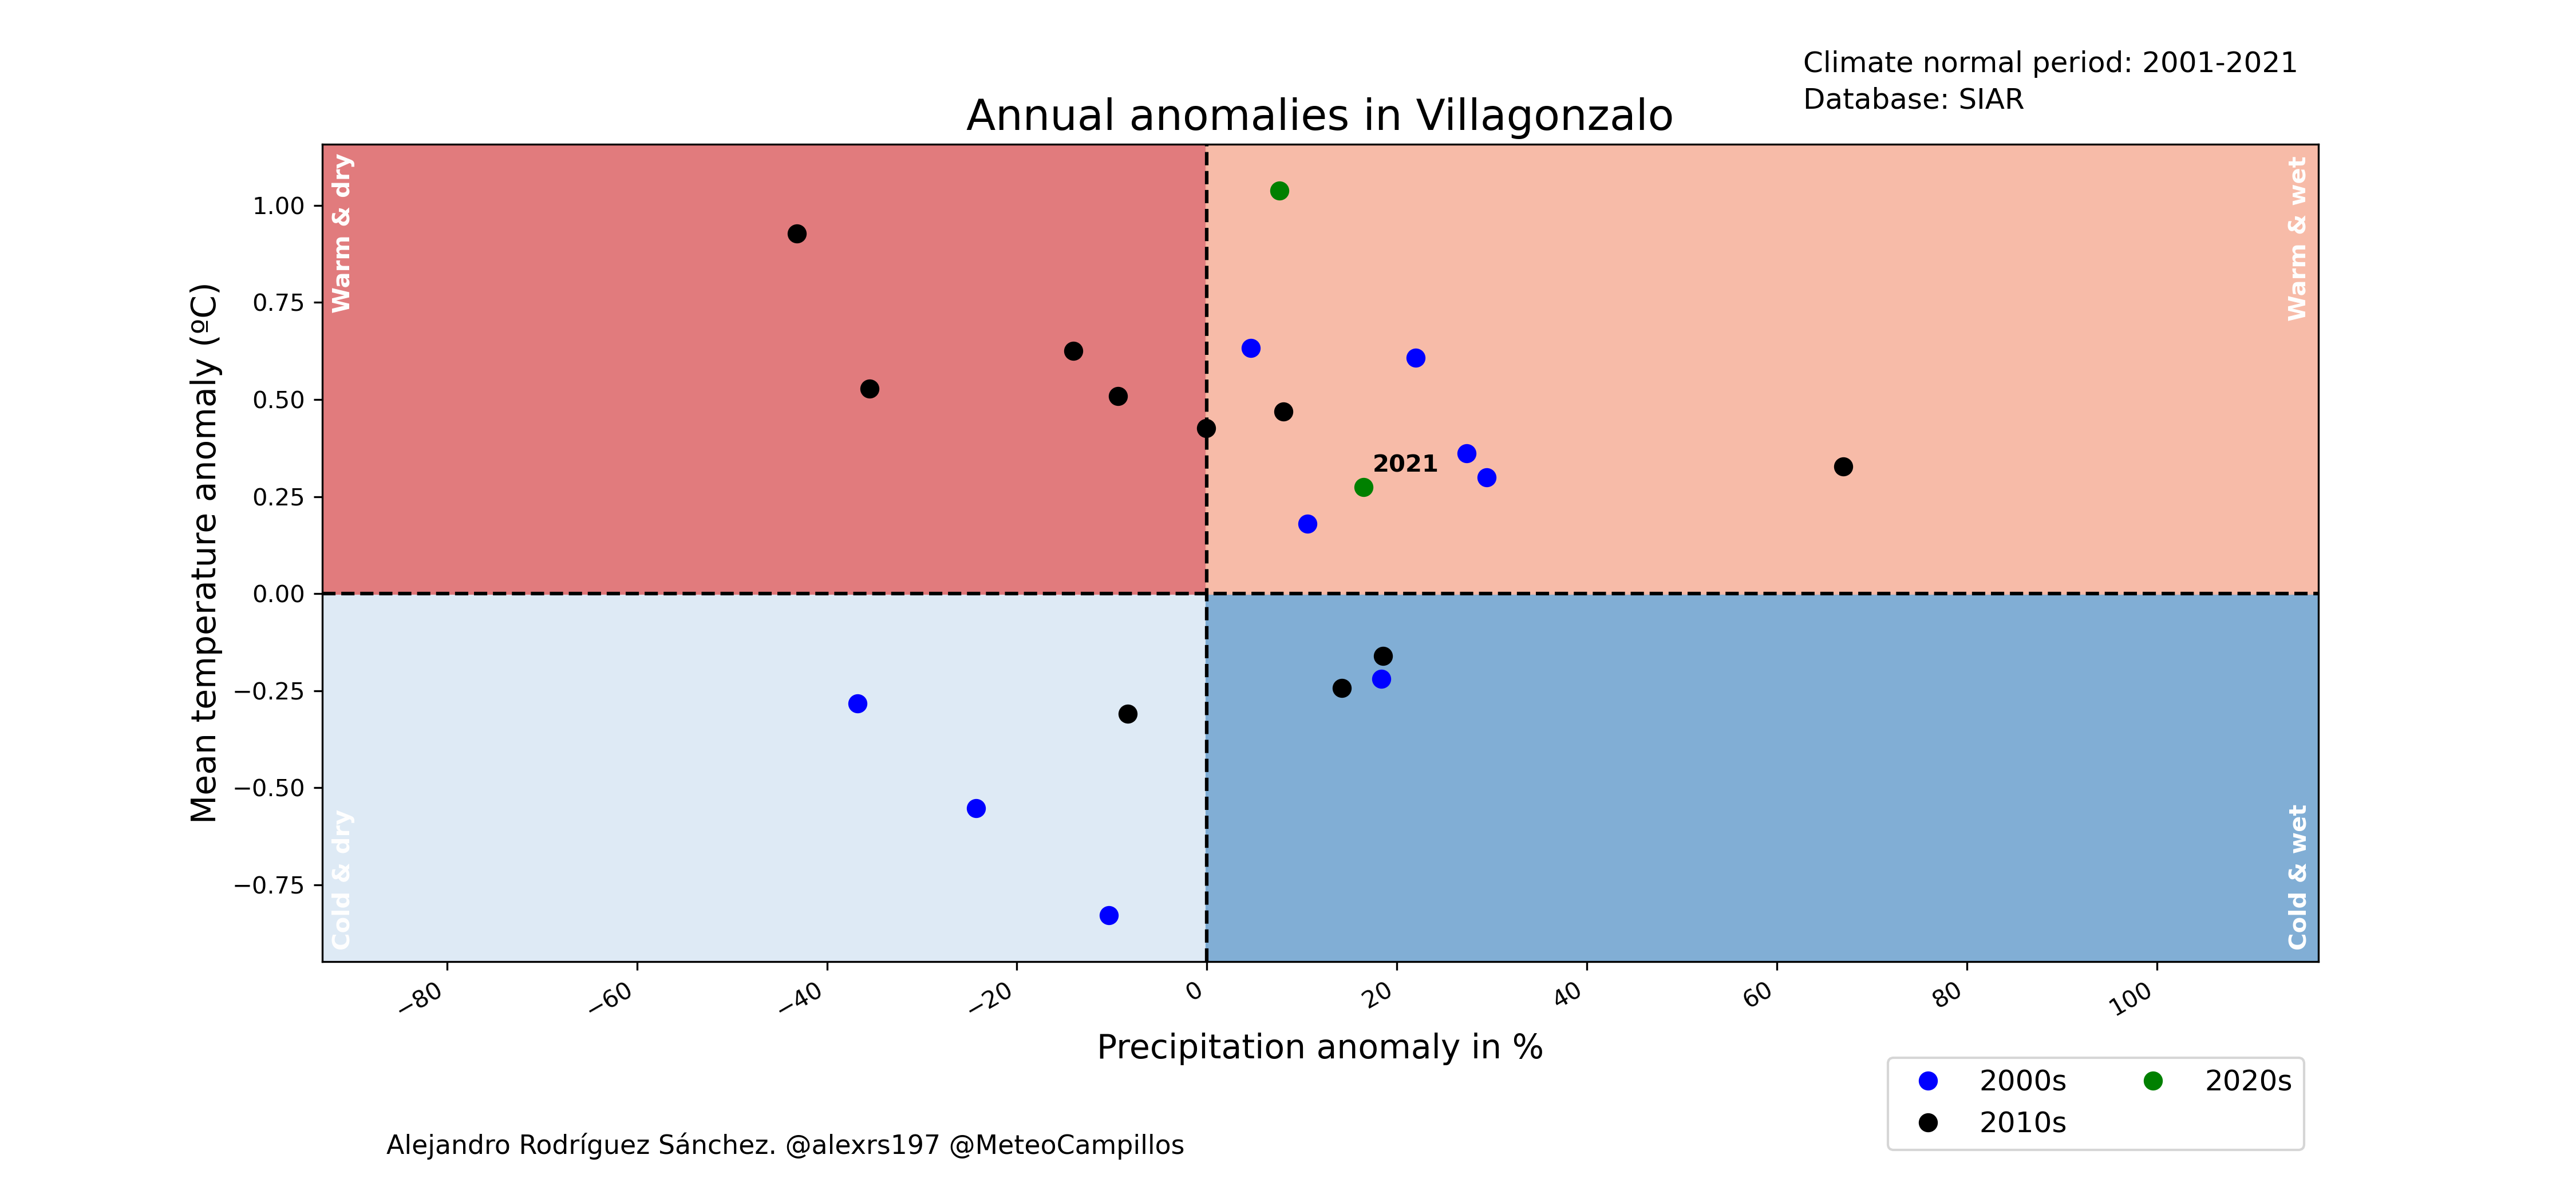 Climate normal period: 2001-2021
Database: SIAR
Annual anomalies in Villagonzalo
Warm & dry
Warm & wet
Mean temperature anomaly (ºC)
1.00
0.75
0.50
0.25
0.00
−0.25
−0.50
−0.75
2021
Cold & dry
Cold & wet
−80
−60
−40
−20
0
20
40
60
80
100
Precipitation anomaly in %
2000s
2020s
2010s
Alejandro Rodríguez Sánchez. @alexrs197 @MeteoCampillos